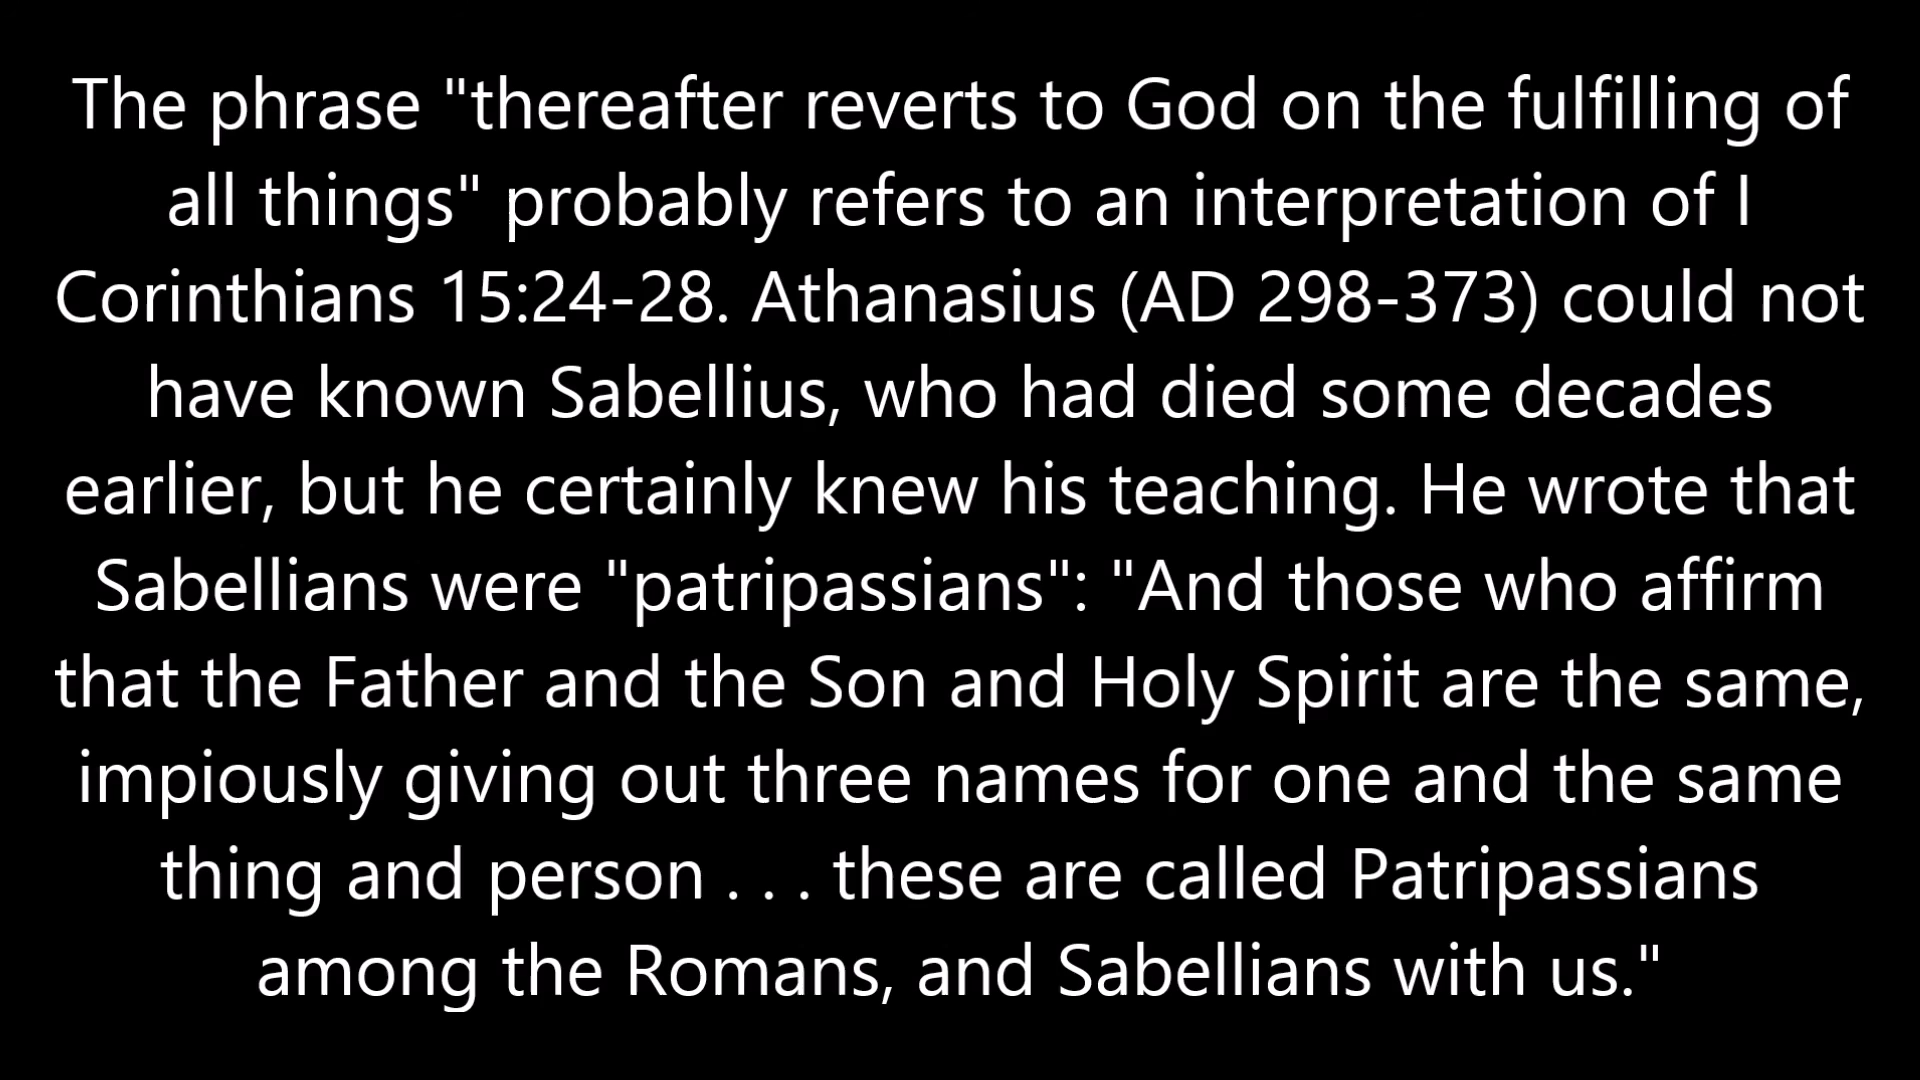 The phrase "thereafter reverts to God on the fulfilling of
all things" probably refers to an interpretation of I
Corinthians 15:24-28. Athanasius (AD 298-373) could not
have known Sabellius, who had died some decades
earlier, but he certainly knew his teaching. He wrote that
Sabellians were "patripassians": "And those who affirm
that the Father and the Son and Holy Spirit are the same,
impiously giving out three names for one and the same
thing and person . . . these are called Patripassians
among the Romans, and Sabellians with us."